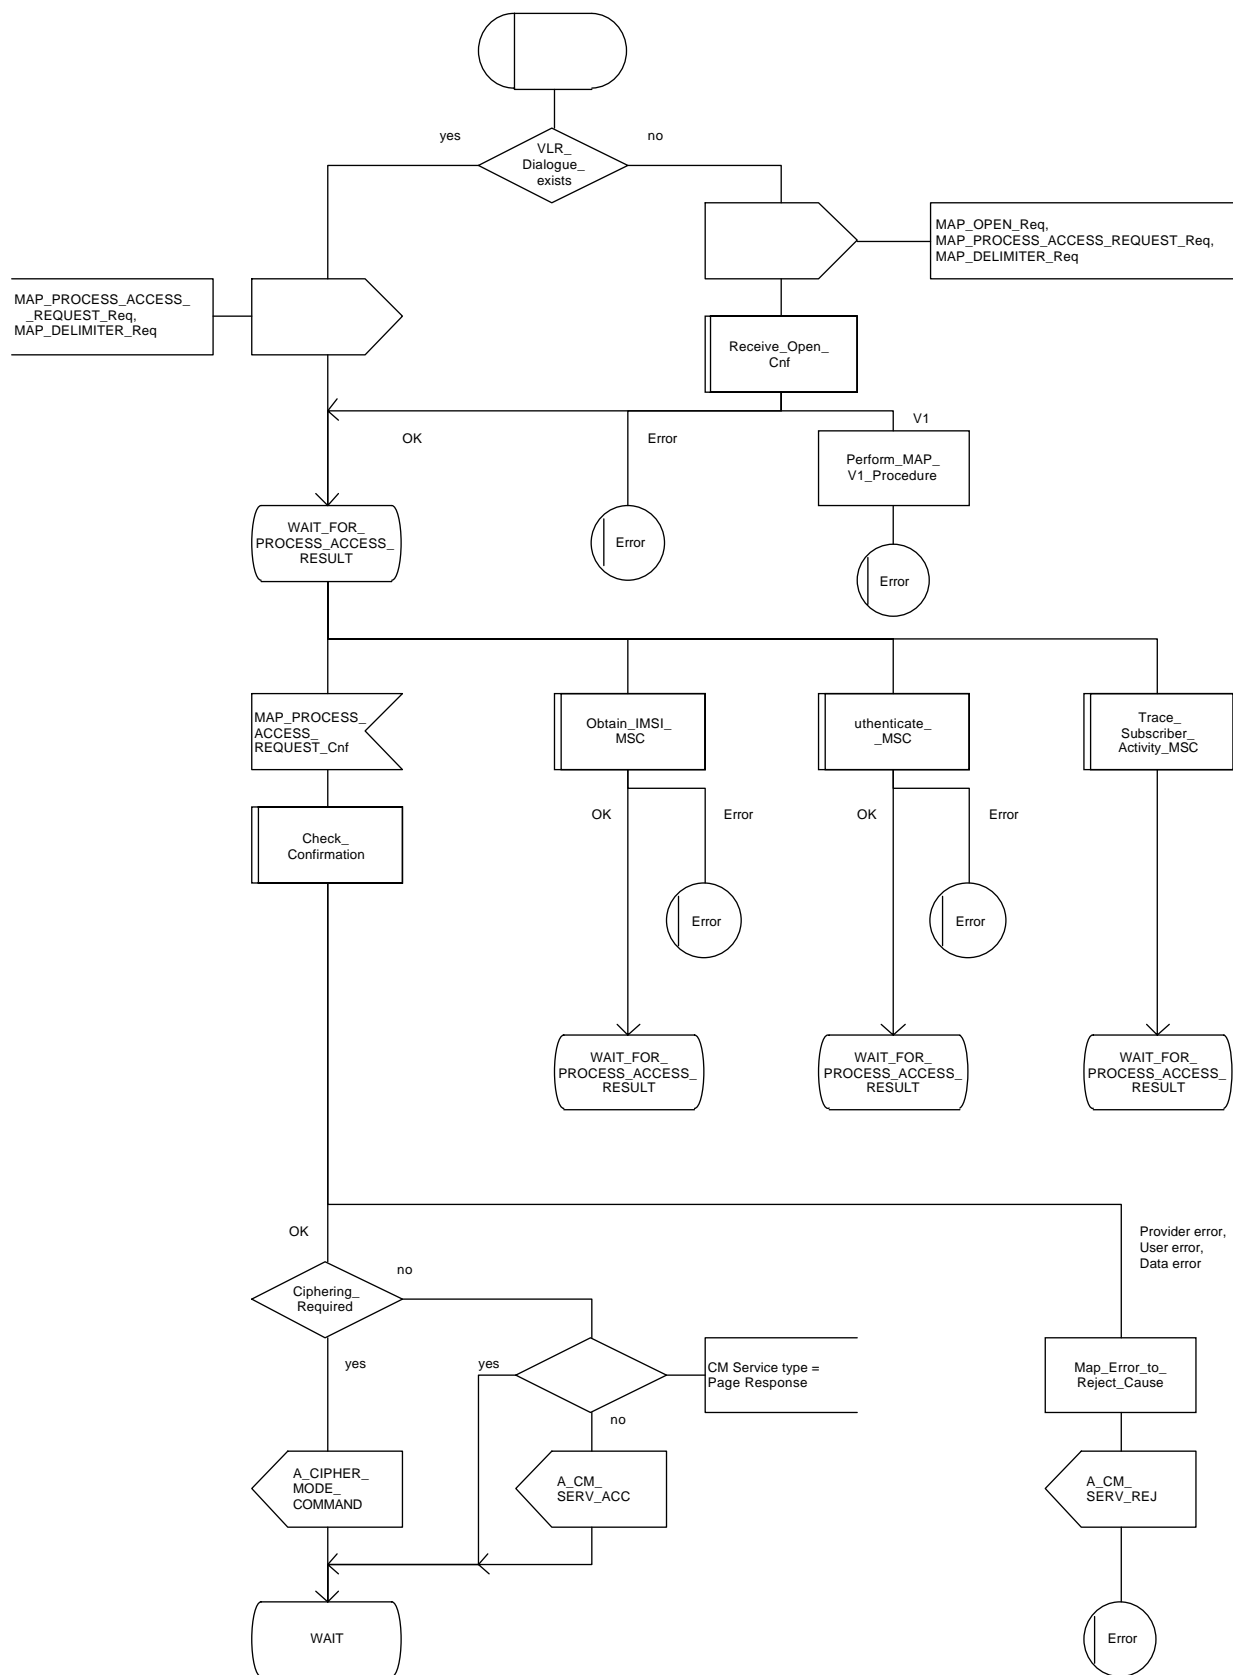 yes
no
VLR_
Dialogue_
exists
MAP_OPEN_Req,
MAP_PROCESS_ACCESS_REQUEST_Req,
MAP_DELIMITER_Req
MAP_PROCESS_ACCESS_
_REQUEST_Req,
MAP_DELIMITER_Req
Receive_Open_
Cnf
OK
Error
V1
Perform_MAP_
V1_Procedure
WAIT_FOR_
PROCESS_ACCESS_
RESULT
Error
Error
MAP_PROCESS_
ACCESS_
REQUEST_Cnf
Obtain_IMSI_
MSC
uthenticate_
_MSC
Trace_
Subscriber_
Activity_MSC
OK
Error
OK
Error
Check_
Confirmation
Error
Error
WAIT_FOR_
PROCESS_ACCESS_
RESULT
WAIT_FOR_
PROCESS_ACCESS_
RESULT
WAIT_FOR_
PROCESS_ACCESS_
RESULT
OK
Provider error,
User error,
Data error
no
Ciphering_
Required
yes
yes
CM Service type =
Page Response
Map_Error_to_
Reject_Cause
no
A_CIPHER_
MODE_
COMMAND
A_CM_
SERV_ACC
A_CM_
SERV_REJ
WAIT
Error